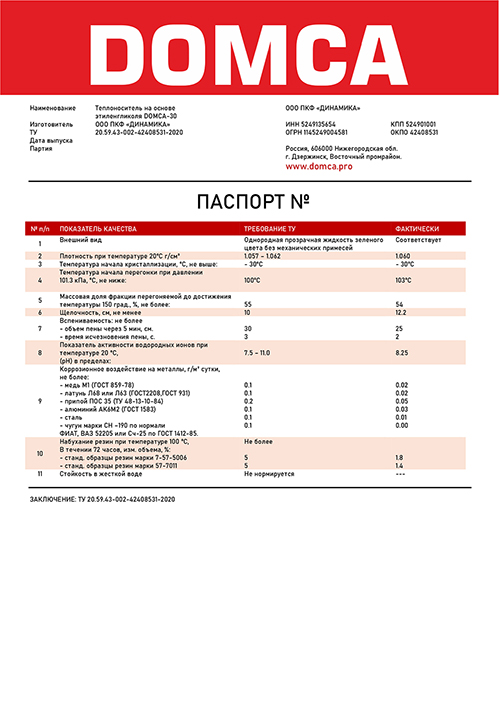 DOMCA
Наименование Теплоноситель на основе ООО ПКФ «ДИНАМИКА»
этиленгликоля DOMCA-30
Изготовитель ООО ПКФ «ДИНАМИКА» ИНН 5249135654 КПП 524901001
ТУ 20.59.43-002-42408531-2020 ОГРН 1145249004581 ОКПО 42408531
Дата выпуска
Партия Россия, 606000 Нижегородская обл.
г. Дзержинск, Восточный промрайон.
www.domca.pro
ПАСПОРТ №
№ п/п ПОКАЗАТЕЛЬ КАЧЕСТВА ТРЕБОВАНИЕ ТУ ФАКТИЧЕСКИ
1 Внешний вид Однородная прозрачная жидкость зеленого Соответствует
цвета без механических примесей
2 Плотность при температуре 20°С г/см³ 1.057 – 1.062 1.060
3 Температура начала кристаллизации, °С, не выше: - 30°С - 30°С
Температура начала перегонки при давлении
4 101.3 кПа, °С, не ниже: 100°С 103°С
Массовая доля фракции перегоняемой до достижения
5 температуры 150 град., %, не более: 55 54
6 Щелочность, см, не менее 10 12.2
Вспениваемость: не более
7 - объем пены через 5 мин, см. 30 25
- время исчезновения пены, с. 3 2
Показатель активности водородных ионов при
8 температуре 20 °С, 7.5 – 11.0 8.25
(рН) в пределах:
Коррозионное воздействие на металлы, г/м² сутки,
не более:
- медь М1 (ГОСТ 859-78) 0.1 0.02
- латунь Л68 или Л63 (ГОСТ2208,ГОСТ 931) 0.1 0.02
9 - припой ПОС 35 (ТУ 48-13-10-84) 0.2 0.05
- алюминий АК6М2 (ГОСТ 1583) 0.1 0.03
- сталь 0.1 0.01
- чугун марки СН -190 по нормали 0.1 0.00
ФИАТ, ВАЗ 52205 или Сч-25 по ГОСТ 1412-85.
Набухание резин при температуре 100 °С, Не более
10 В течении 72 часов, изм. объема, %:
- станд. образцы резин марки 7-57-5006 5 1.8
- станд. образцы резин марки 57-7011 5 1.4
11 Стойкость в жесткой воде Не нормируется ---
ЗАКЛЮЧЕНИЕ: ТУ 20.59.43-002-42408531-2020